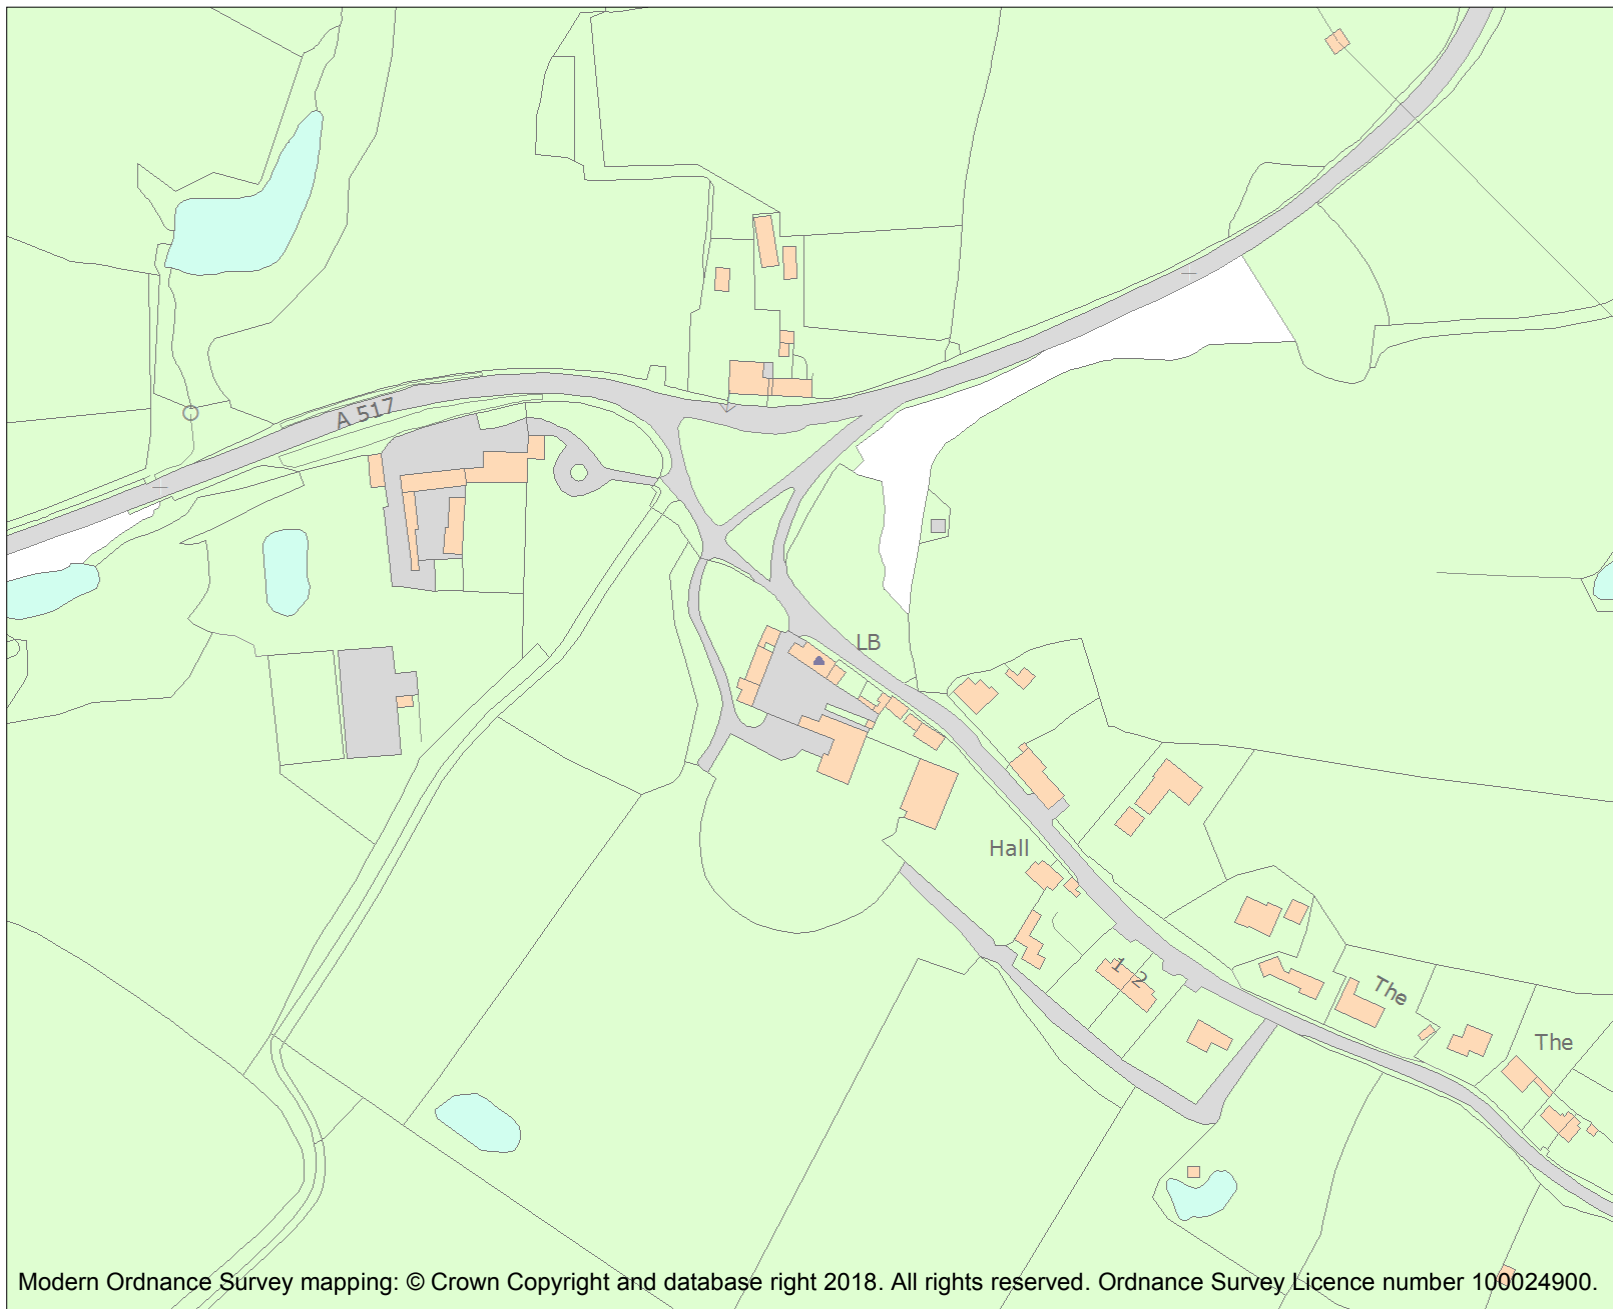 A 517
LB
Hall
1
2
The
The
Modern Ordnance Survey mapping: © Crown Copyright and database right 2018. All rights reserved. Ordnance Survey Licence number 100024900.